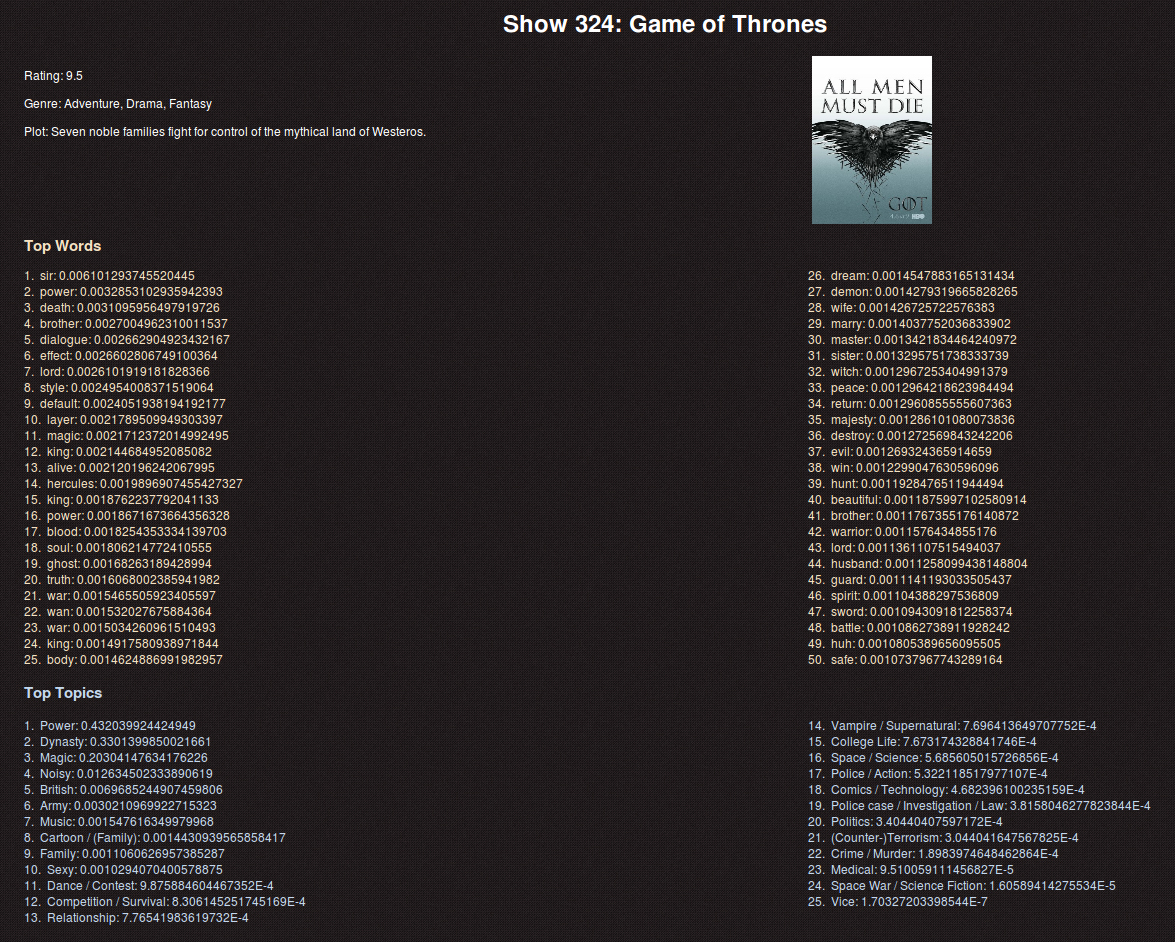 Show 324: Game of Thrones
Rating: 9.5
Genre: Adventure, Drama, Fantasy
Plot: Seven noble families fight for control of the mythical land of Westeros.
ALL MEN
MUST DIE
GOT
HBO
Top Words
1. sir: 0.006101293745520445
2. power: 0.0032853102935942393
3. death: 0.0031095956497919726
4. brother: 0.0027004962310011537
5. dialogue: 0.002662904923432167
6. effect: 0.0026602806749100364
7. lord: 0.0026101919181828366
8. style: 0.0024954008371519064
9. default: 0.0024051938194192177
10. layer: 0.0021789509949303397
11. magic: 0.0021712372014992495
12. king: 0.002144684952085082
13. alive: 0.002120196242067995
14. hercules: 0.0019896907455427327
15. king: 0.0018762237792041133
16. power: 0.0018671673664356328
17. blood: 0.0018254353334139703
18. soul: 0.001806214772410555
19. ghost: 0.00168263189428994
20. truth: 0.0016068002385941982
21. war: 0.0015465505923405597
22. wan: 0.001532027675884364
23. war: 0.0015034260961510493
24. king: 0.0014917580938971844
25. body: 0.0014624886991982957
26. dream: 0.0014547883165131434
27. demon: 0.0014279319665828265
28. wife: 0.001426725722576383
29. marry: 0.0014037752036833902
30. master: 0.0013421834464240972
31. sister: 0.0013295751738333739
32. witch: 0.0012967253404991379
33. peace: 0.0012964218623984494
34. return: 0.0012960855555607363
35. majesty: 0.001286101080073836
36. destroy: 0.001272569843242206
37. evil: 0.001269324365914659
38. win: 0.0012299047630596096
39. hunt: 0.0011928476511944494
40. beautiful: 0.0011875997102580914
41. brother: 0.0011767355176140872
42. warrior: 0.0011576434855176
43. lord: 0.0011361107515494037
44. husband: 0.0011258099438148804
45. guard: 0.0011141193033505437
46. spirit: 0.001104388297536809
47. sword: 0.0010943091812258374
48. battle: 0.0010862738911928242
49. huh: 0.0010805389656095505
50. safe: 0.0010737967743289164
Top Topics
1. Power: 0.432039924424949
2. Dynasty: 0.3301399850021661
3. Magic: 0.20304147634176226
4. Noisy: 0.012634502333890619
5. British: 0.0069685244907459806
6. Army: 0.0030210969922715323
7. Music: 0.001547616349979968
8. Cartoon / (Family): 0.0014430939565858417
9. Family: 0.0011060626957385287
10. Sexy: 0.0010294070400578875
11. Dance / Contest: 9.875884604467352E-4
12. Competition / Survival: 8.306145251745169E-4
13. Relationship: 7.76541983619732E-4
14. Vampire / Supernatural: 7.696413649707752E-4
15. College Life: 7.673174328841746E-4
16. Space / Science: 5.685605015726856E-4
17. Police / Action: 5.322118517977107E-4
18. Comics / Technology: 4.682396100235159E-4
19. Police case / Investigation / Law: 3.8158046277823844E-4
20. Politics: 3.40440407597172E-4
21. (Counter-)Terrorism: 3.044041647567825E-4
22. Crime / Murder: 1.8983974648462864E-4
23. Medical: 9.510059111456827E-5
24. Space War / Science Fiction: 1.60589414275534E-5
25. Vice: 1.70327203398544E-7